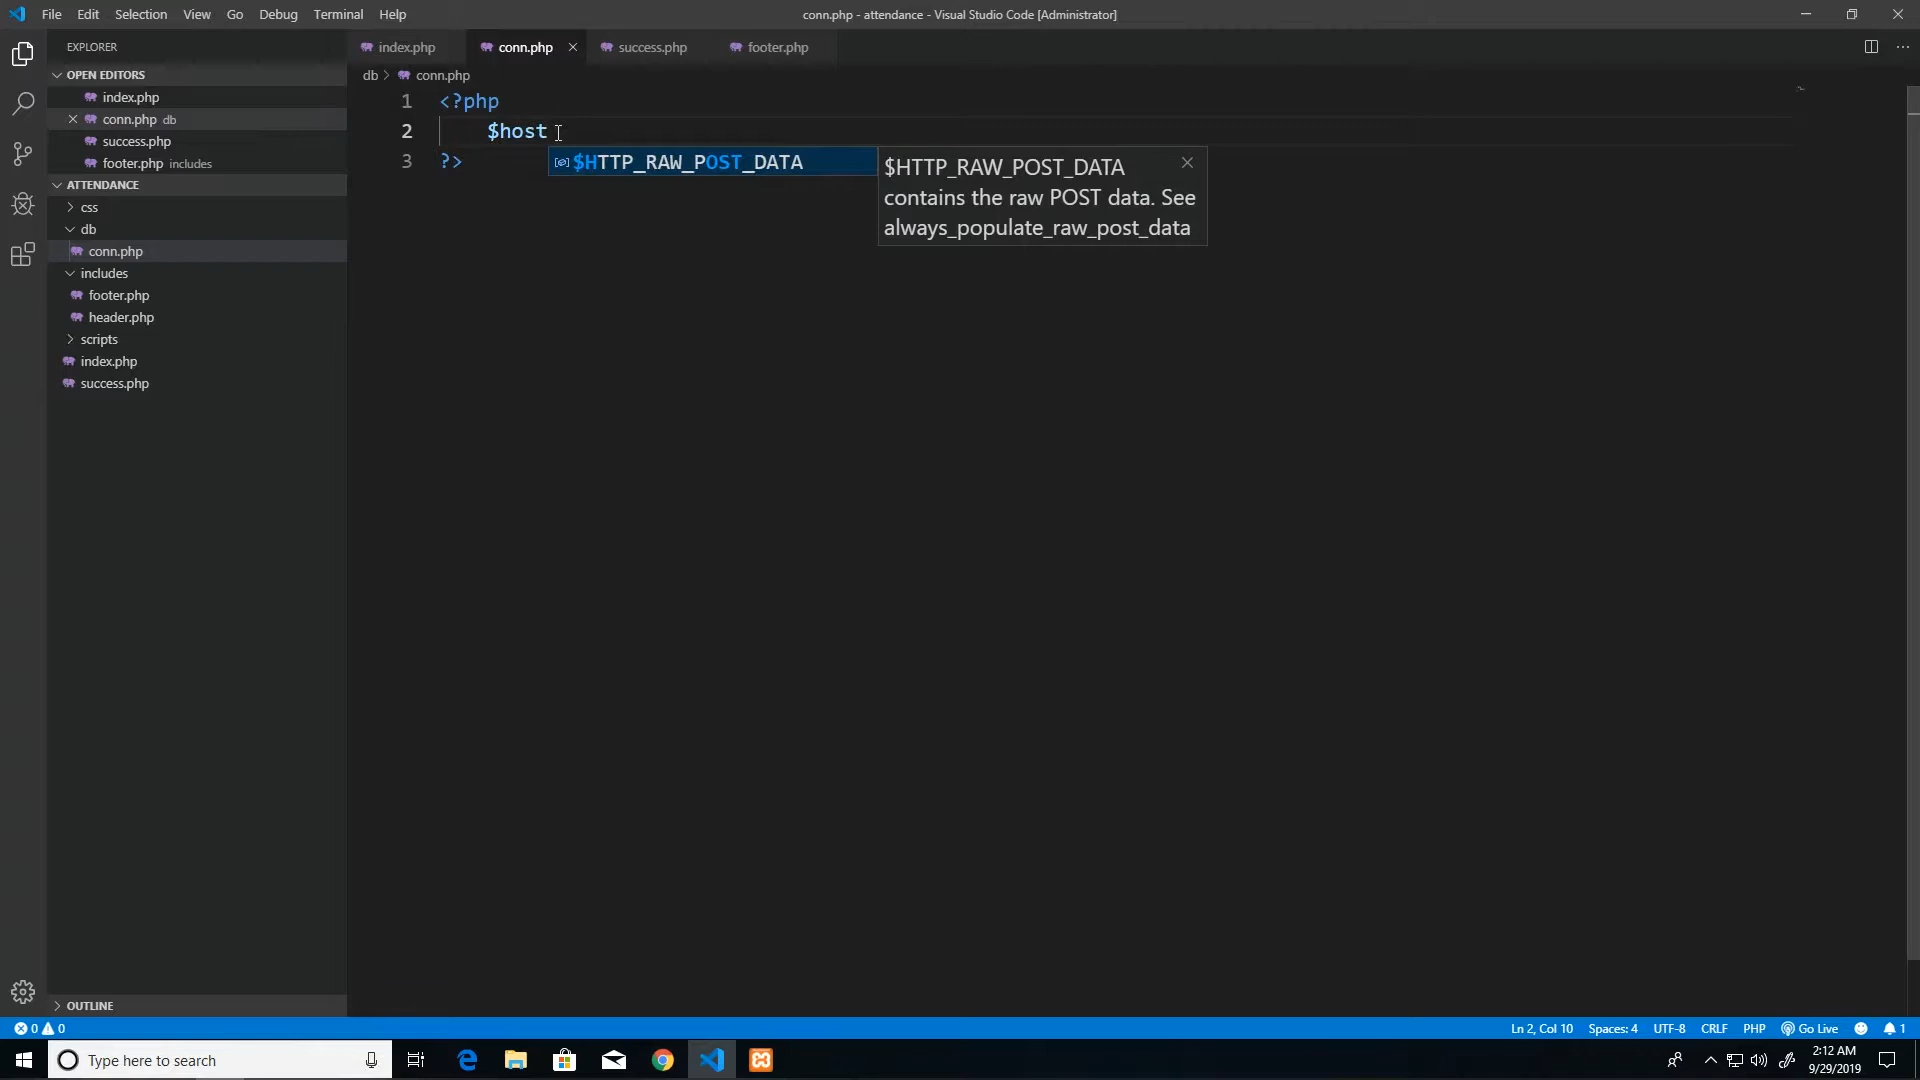 File Edit Selection View Go Debug Terminal Help
conn.php - attendance - Visual Studio Code [Administrator]
EXPLORER
OPEN EDITORS
index.php
conn.php db
success.php
footer.php includes
ATTENDANCE
css
db
conn.php
includes
footer.php
header.php
scripts
index.php
success.php
OUTLINE
index.php conn.php success.php footer.php
db > conn.php
1 <?php
2 $host
3 ?>
$HTTP_RAW_POST_DATA
$HTTP_RAW_POST_DATA
contains the raw POST data. See
always_populate_raw_post_data
0 0
Ln 2, Col 10 Spaces: 4 UTF-8 CRLF PHP Go Live 1
Type here to search
2:12 AM
9/29/2019